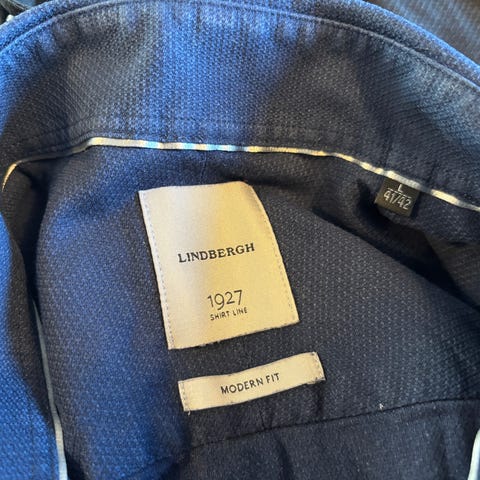 LINDBERGH
1927
SHIRT LINE
MODERN FIT
L
41/42